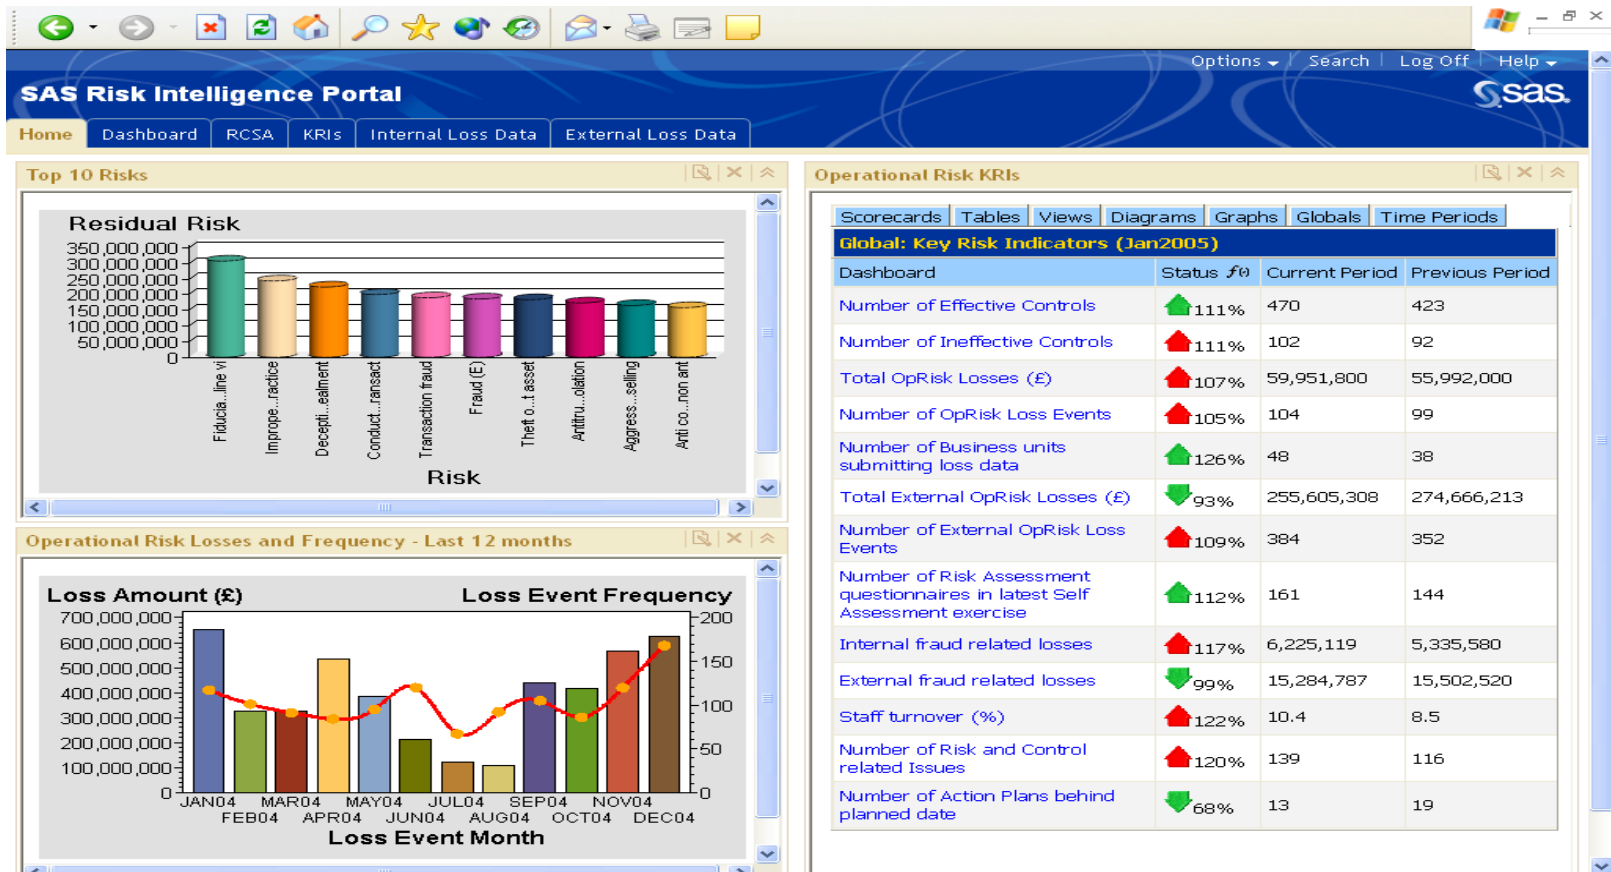 Options
Search
Log Off
Help
SAS Risk Intelligence Portal
sas.
Home
Dashboard
RCSA
KRIs
Internal Loss Data
External Loss Data
Top 10 Risks
Residual Risk
350,000,000
300,000,000
250,000,000
200,000,000
150,000,000
100,000,000
50,000,000
0
Fiducia...line vi
Imprope...ractice
Decepti...ealment
Conduct...ransact
Transaction fraud
Fraud (E)
Theft o...t asset
Antitru...olation
Aggress...selling
Anti co...non ant
Risk
Operational Risk Losses and Frequency - Last 12 months
Loss Amount (£)
Loss Event Frequency
700,000,000
600,000,000
500,000,000
400,000,000
300,000,000
200,000,000
100,000,000
0
200
150
100
50
0
JAN04 MAR04 MAY04 JUL04 SEP04 NOV04
FEB04 APR04 JUN04 AUG04 OCT04 DEC04
Loss Event Month
Operational Risk KRIs
Scorecards Tables Views Diagrams Graphs Globals Time Periods
Global: Key Risk Indicators (Jan2005)
Dashboard Status f(x) Current Period Previous Period
Number of Effective Controls 111% 470 423
Number of Ineffective Controls 111% 102 92
Total OpRisk Losses (£) 107% 59,951,800 55,992,000
Number of OpRisk Loss Events 105% 104 99
Number of Business units
submitting loss data 126% 48 38
Total External OpRisk Losses (£) 93% 255,605,308 274,666,213
Number of External OpRisk Loss
Events 109% 384 352
Number of Risk Assessment
questionnaires in latest Self
Assessment exercise 112% 161 144
Internal fraud related losses 117% 6,225,119 5,335,580
External fraud related losses 99% 15,284,787 15,502,520
Staff turnover (%) 122% 10.4 8.5
Number of Risk and Control
related Issues 120% 139 116
Number of Action Plans behind
planned date 68% 13 19